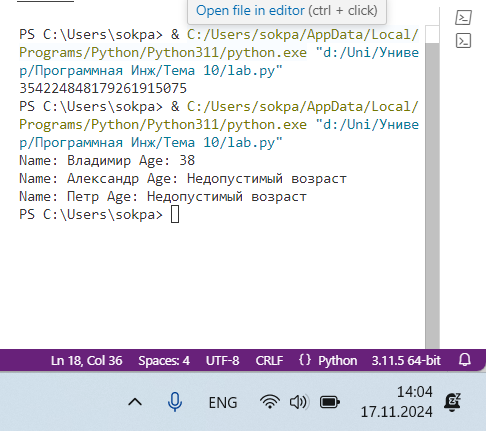 Open file in editor (ctrl + click)
PS C:\Users\sokpa> & C:/Users/sokpa/AppData/Local/
Programs/Python/Python311/python.exe "d:/Uni/Униве
р/Программная Инж/Тема 10/lab.py"
354224848179261915075
PS C:\Users\sokpa> & C:/Users/sokpa/AppData/Local/
Programs/Python/Python311/python.exe "d:/Uni/Униве
р/Программная Инж/Тема 10/lab.py"
Name: Владимир Age: 38
Name: Александр Age: Недопустимый возраст
Name: Петр Age: Недопустимый возраст
PS C:\Users\sokpa>
Ln 18, Col 36 Spaces: 4 UTF-8 CRLF {} Python 3.11.5 64-bit
ENG 14:04
17.11.2024